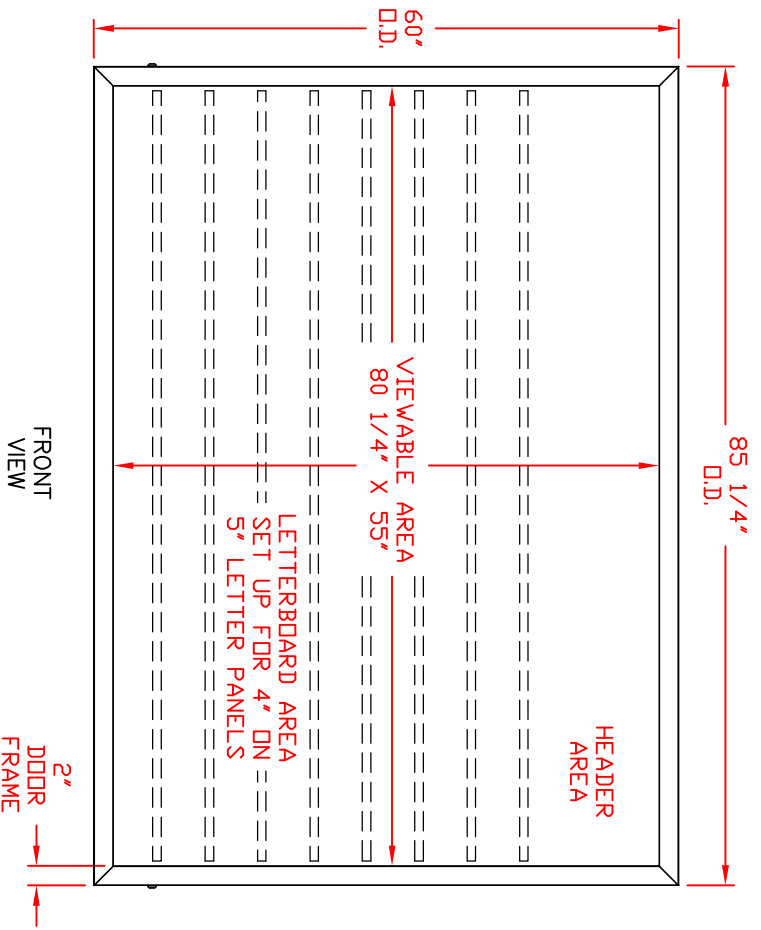 85 1/4"
O.D.
60"
O.D.
HEADER
AREA
VIEWABLE AREA
80 1/4" X 55"
LETTERBOARD AREA
SET UP FOR 4" ON
5" LETTER PANELS
2"
DOOR
FRAME
FRONT
VIEW